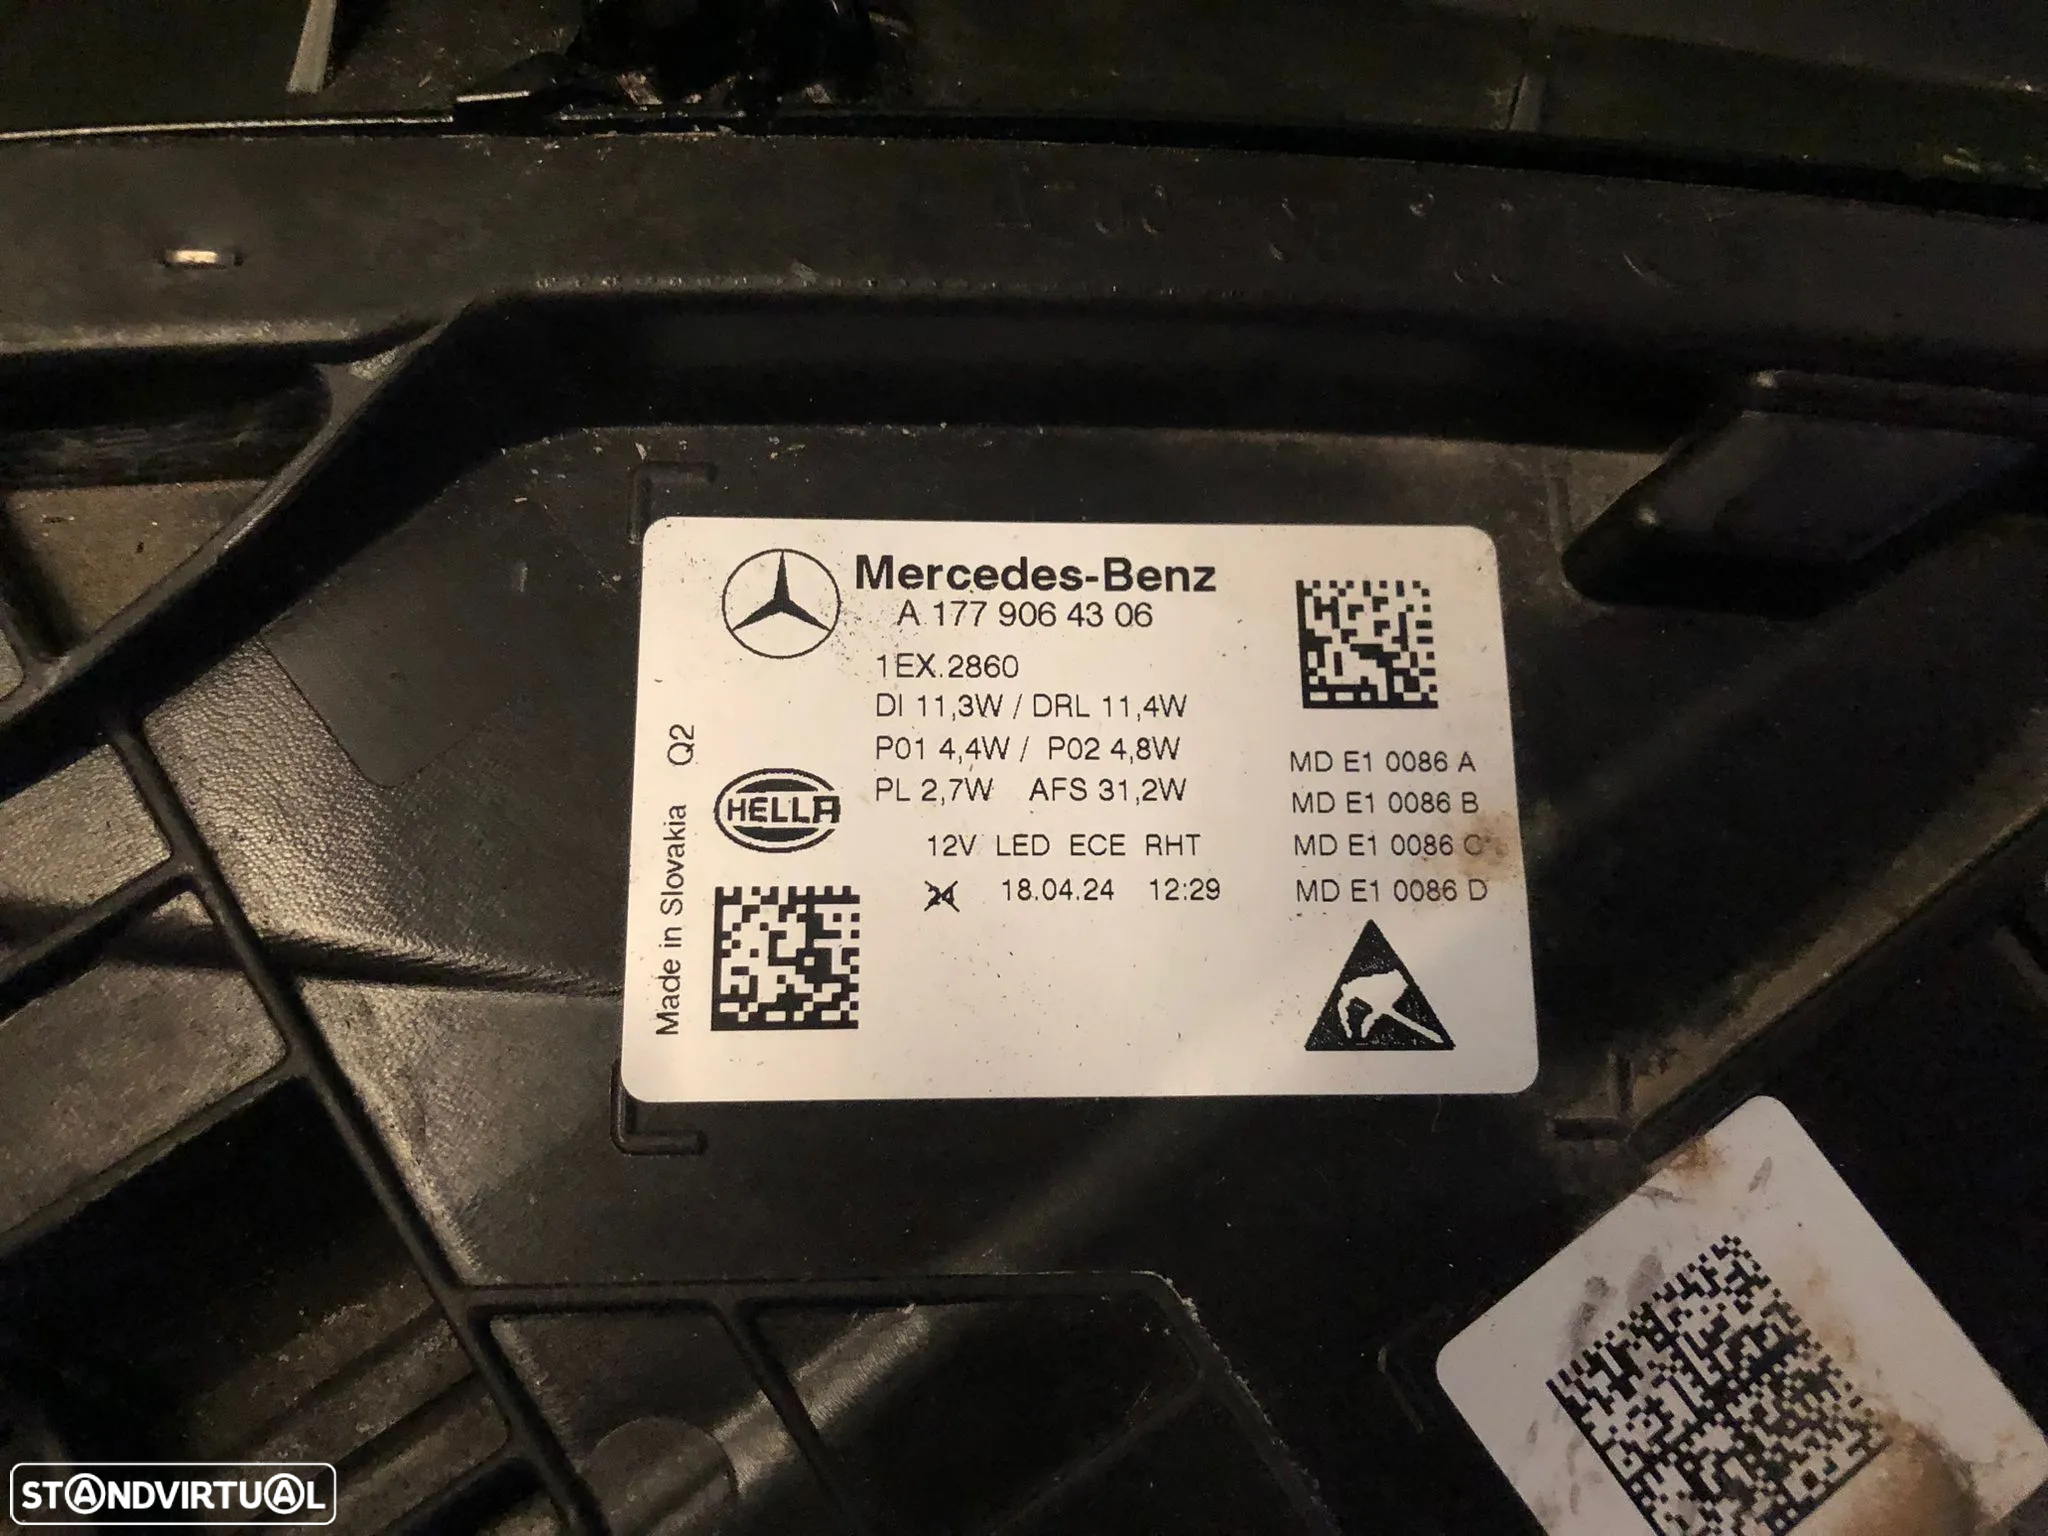 Mercedes-Benz
A 177 906 43 06
1EX.2860
DI 11,3W / DRL 11,4W
P01 4,4W / P02 4,8W
PL 2,7W AFS 31,2W
12V LED ECE RHT
24 18.04.24 12:29
MD E1 0086 A
MD E1 0086 B
MD E1 0086 C
MD E1 0086 D
HELLA
Made in Slovakia Q2
STANDVIRTUAL